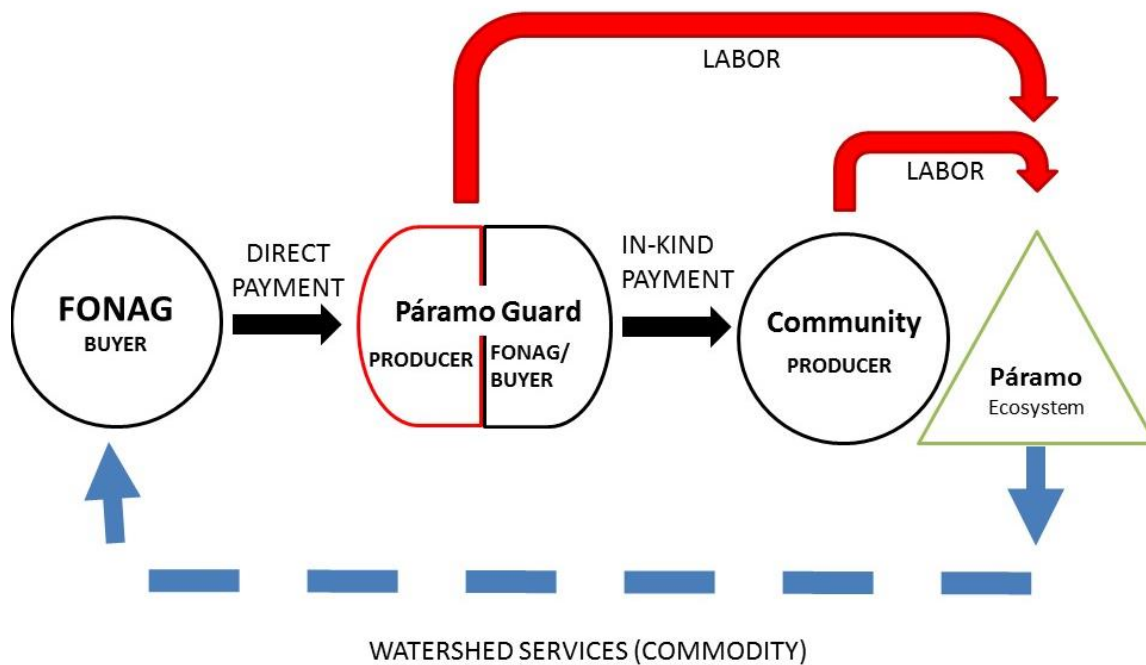 LABOR
LABOR
FONAG
BUYER
DIRECT
PAYMENT
Páramo Guard
PRODUCER
FONAG/
BUYER
IN-KIND
PAYMENT
Community
PRODUCER
Páramo
Ecosystem
WATERSHED SERVICES (COMMODITY)